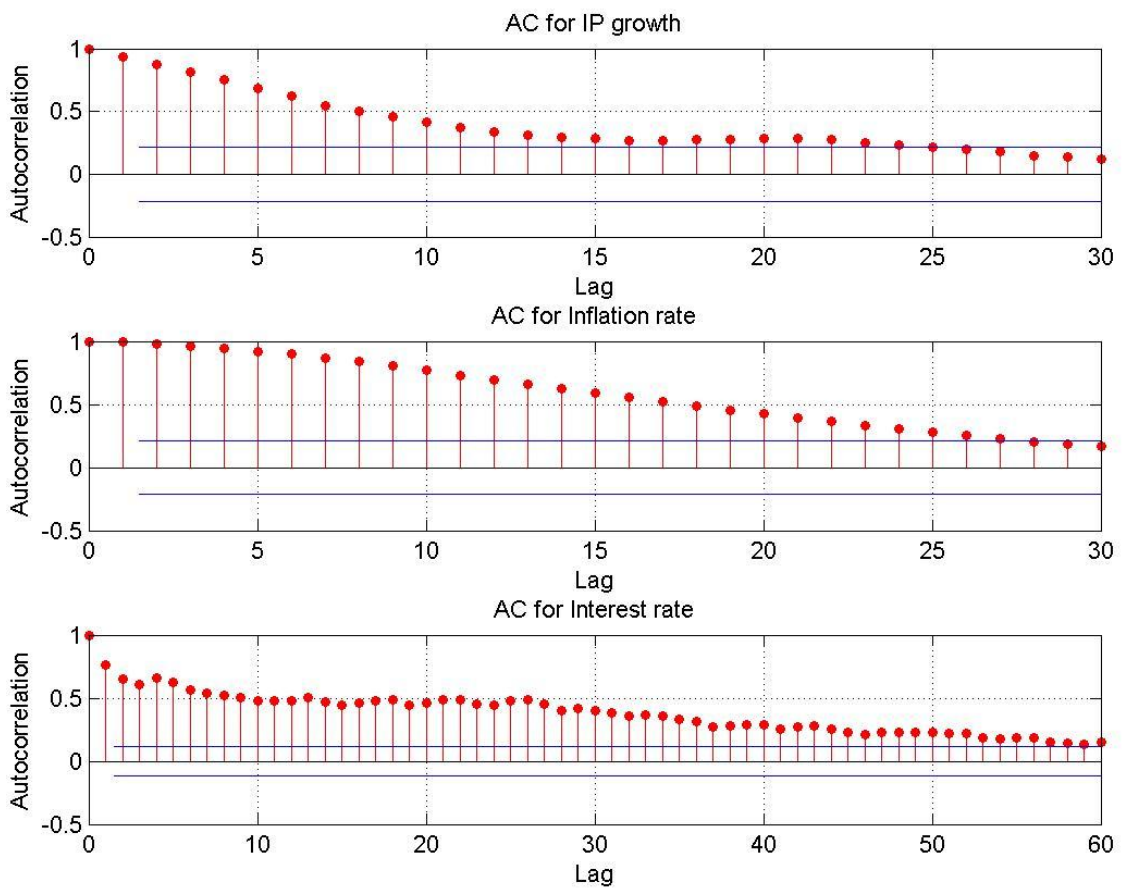 AC for IP growth
1
0.5
0
-0.5
Autocorrelation
0 5 10 15 20 25 30
Lag
AC for Inflation rate
1
0.5
0
-0.5
Autocorrelation
0 5 10 15 20 25 30
Lag
AC for Interest rate
1
0.5
0
-0.5
Autocorrelation
0 10 20 30 40 50 60
Lag